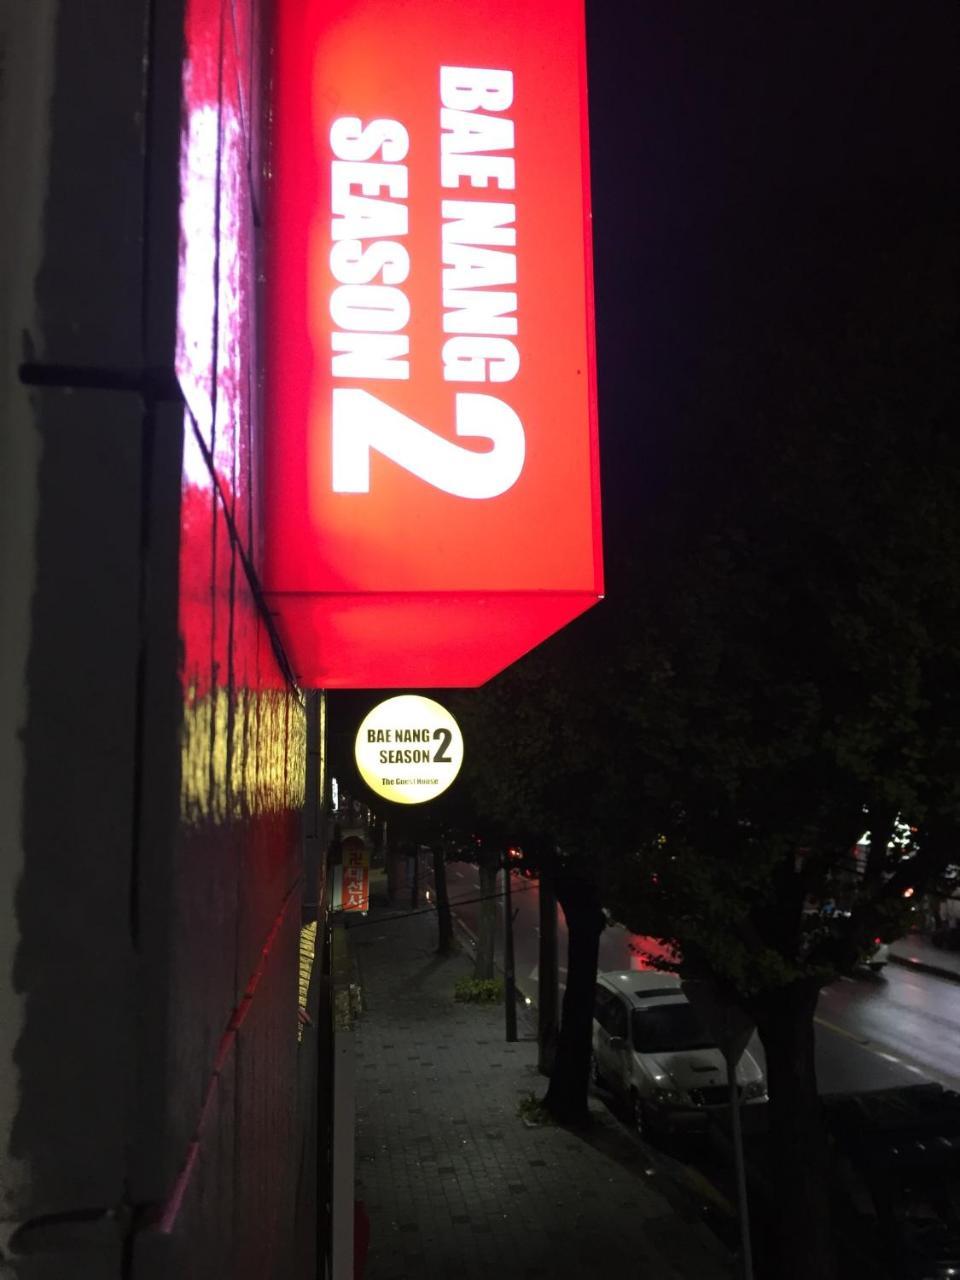 BAE NANG 2
SEASON
BAE NANG 2
SEASON
The Guest House